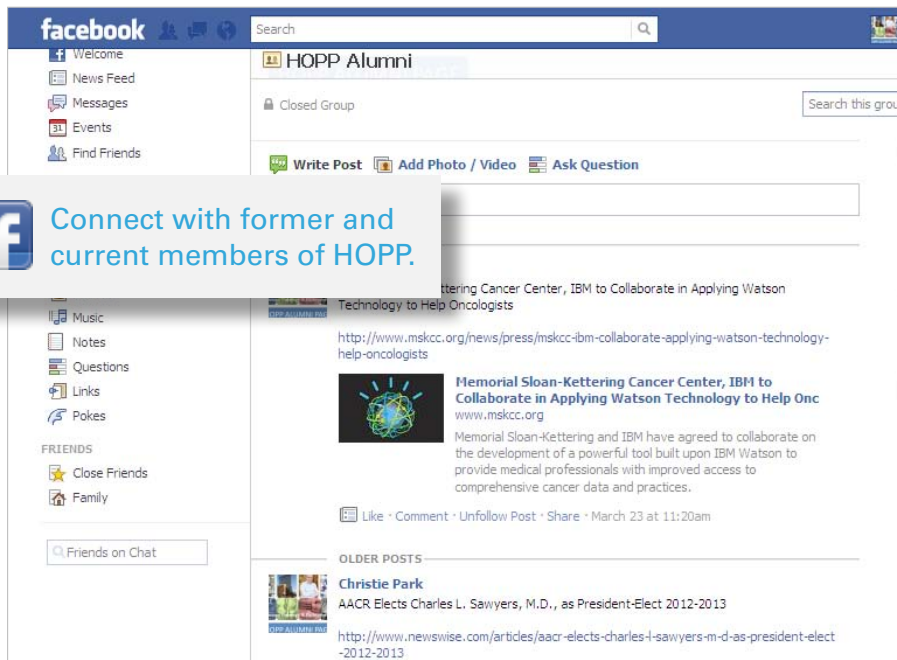 facebook
Search
Welcome
News Feed
Messages
31 Events
Find Friends
HOPP Alumni
Closed Group
Search this grou
Write Post Add Photo / Video Ask Question
Connect with former and
current members of HOPP.
Music
Notes
Questions
Links
Pokes
FRIENDS
Close Friends
Family
Friends on Chat
ttering Cancer Center, IBM to Collaborate in Applying Watson
Technology to Help Oncologists
OPP ALUMNI PAG
http://www.mskcc.org/news/press/mskcc-ibm-collaborate-applying-watson-technology-
help-oncologists
Memorial Sloan-Kettering Cancer Center, IBM to
Collaborate in Applying Watson Technology to Help Onc
www.mskcc.org
Memorial Sloan-Kettering and IBM have agreed to collaborate on
the development of a powerful tool built upon IBM Watson to
provide medical professionals with improved access to
comprehensive cancer data and practices.
Like · Comment · Unfollow Post · Share · March 23 at 11:20am
OLDER POSTS
Christie Park
AACR Elects Charles L. Sawyers, M.D., as President-Elect 2012-2013
OPP ALUMNI PAG
http://www.newswise.com/articles/aacr-elects-charles-l-sawyers-m-d-as-president-elect
-2012-2013